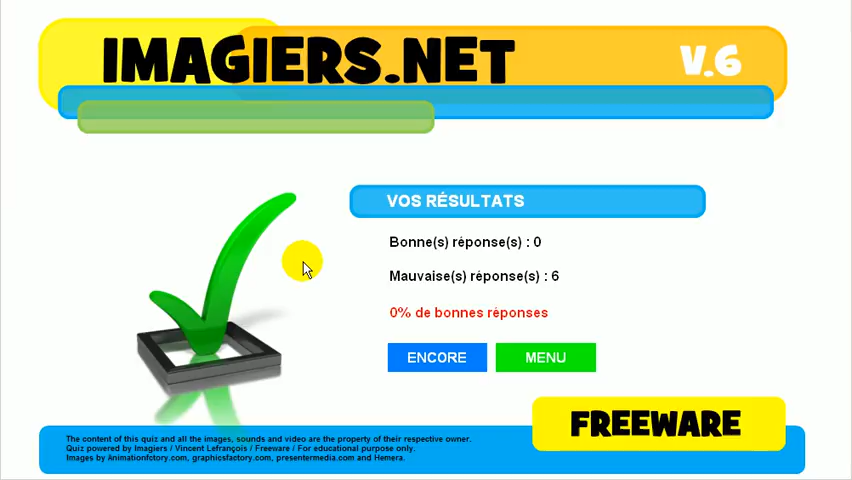 IMAGIERS.NET
V.6
VOS RÉSULTATS
Bonne(s) réponse(s) : 0
Mauvaise(s) réponse(s) : 6
0% de bonnes réponses
ENCORE
MENU
FREEWARE
The content of this quiz and all the images, sounds and video are the property of their respective owner.
Quiz powered by Imagiers / Vincent Lefrançois / Freeware / For educational purpose only.
Images by Animationfctory.com, graphicsfactory.com, presentermedia.com and Hemera.